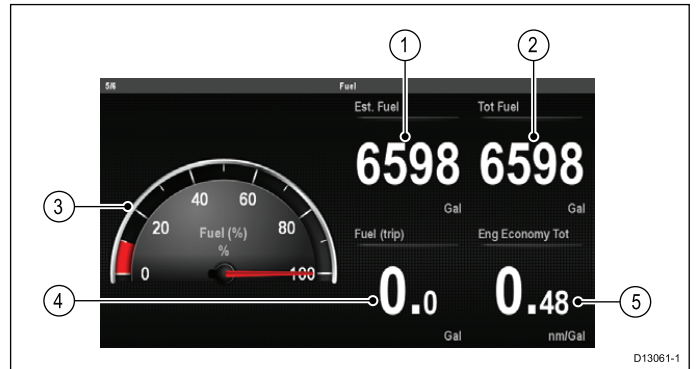 1
2
5/6
Fuel
Est. Fuel
Tot Fuel
6598
6598
Gal
Gal
3
40
60
20
80
Fuel (%)
%
0
100
Fuel (trip)
Eng Economy Tot
4
0.0
0.48
5
Gal
nm/Gal
D13061-1